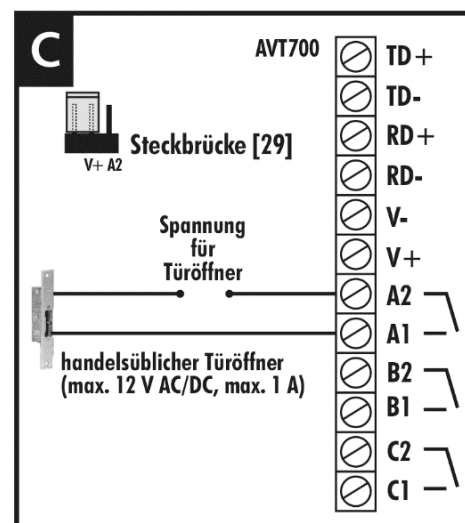 C
AVT700
TD+
TD-
RD+
RD-
V-
V+
A2
A1
B2
B1
C2
C1
V+ A2
Steckbrücke [29]
Spannung
für
Türöffner
handelsüblicher Türöffner
(max. 12 V AC/DC, max. 1 A)